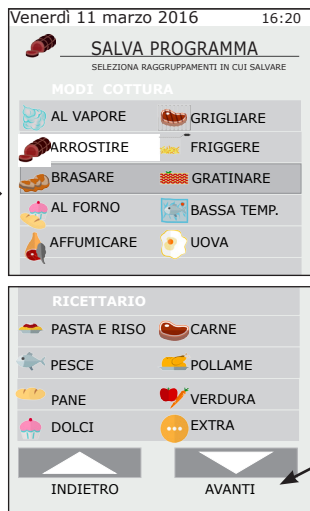 Venerdí 11 marzo 2016 16:20
SALVA PROGRAMMA
SELEZIONA RAGGRUPPAMENTI IN CUI SALVARE
MODI COTTURA
AL VAPORE GRIGLIARE
ARROSTIRE FRIGGERE
BRASARE GRATINARE
AL FORNO BASSA TEMP.
AFFUMICARE UOVA
RICETTARIO
PASTA E RISO CARNE
PESCE POLLAME
PANE VERDURA
DOLCI EXTRA
INDIETRO AVANTI